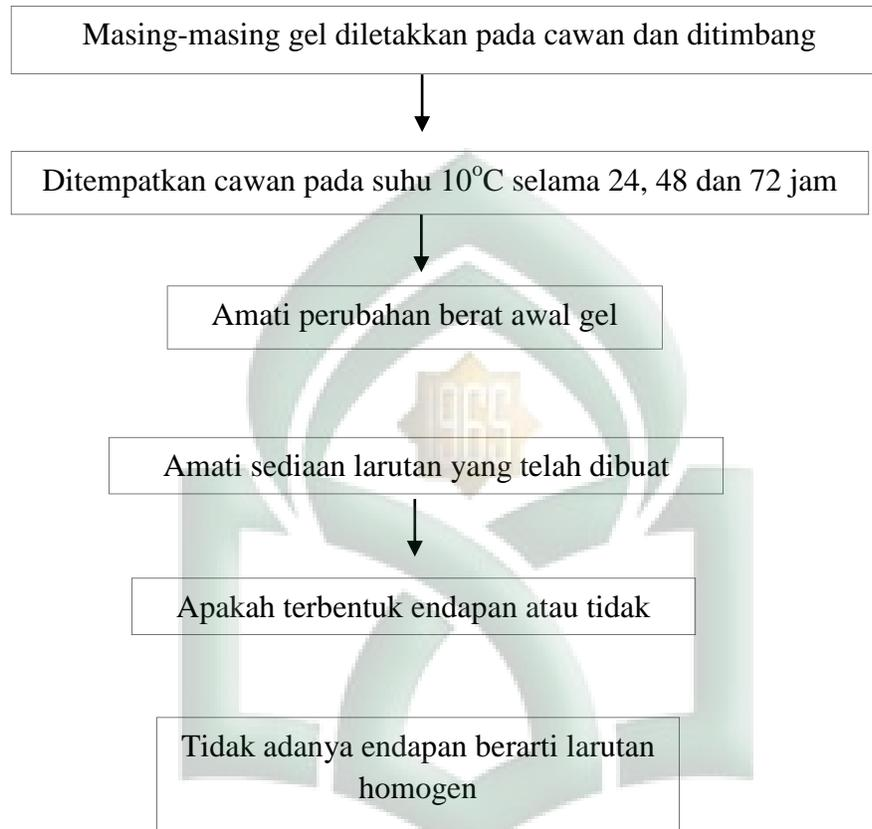 Masing-masing gel diletakkan pada cawan dan ditimbang
Ditempatkan cawan pada suhu 10°C selama 24, 48 dan 72 jam
Amati perubahan berat awal gel
1965
Amati sediaan larutan yang telah dibuat
Apakah terbentuk endapan atau tidak
Tidak adanya endapan berarti larutan
homogen